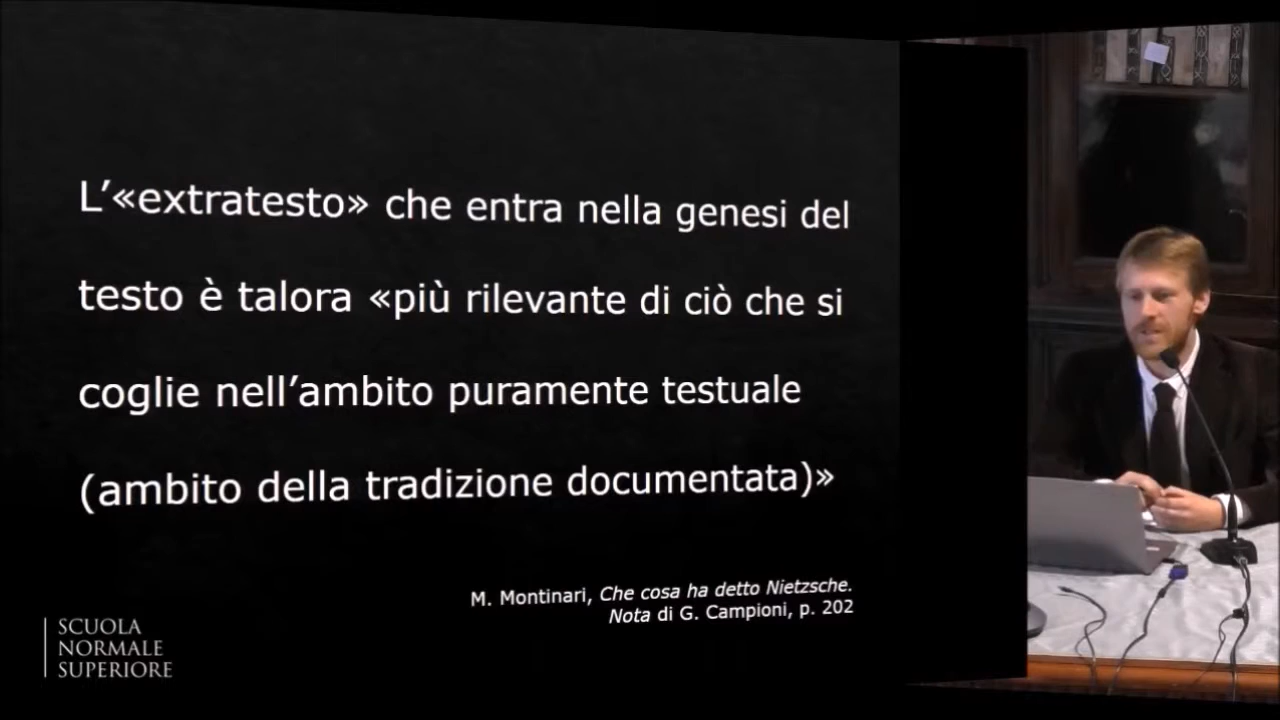 L’«extratesto» che entra nella genesi del
testo è talora «più rilevante di ciò che si
coglie nell’ambito puramente testuale
(ambito della tradizione documentata)»
M. Montinari, Che cosa ha detto Nietzsche.
Nota di G. Campioni, p. 202
SCUOLA
NORMALE
SUPERIORE